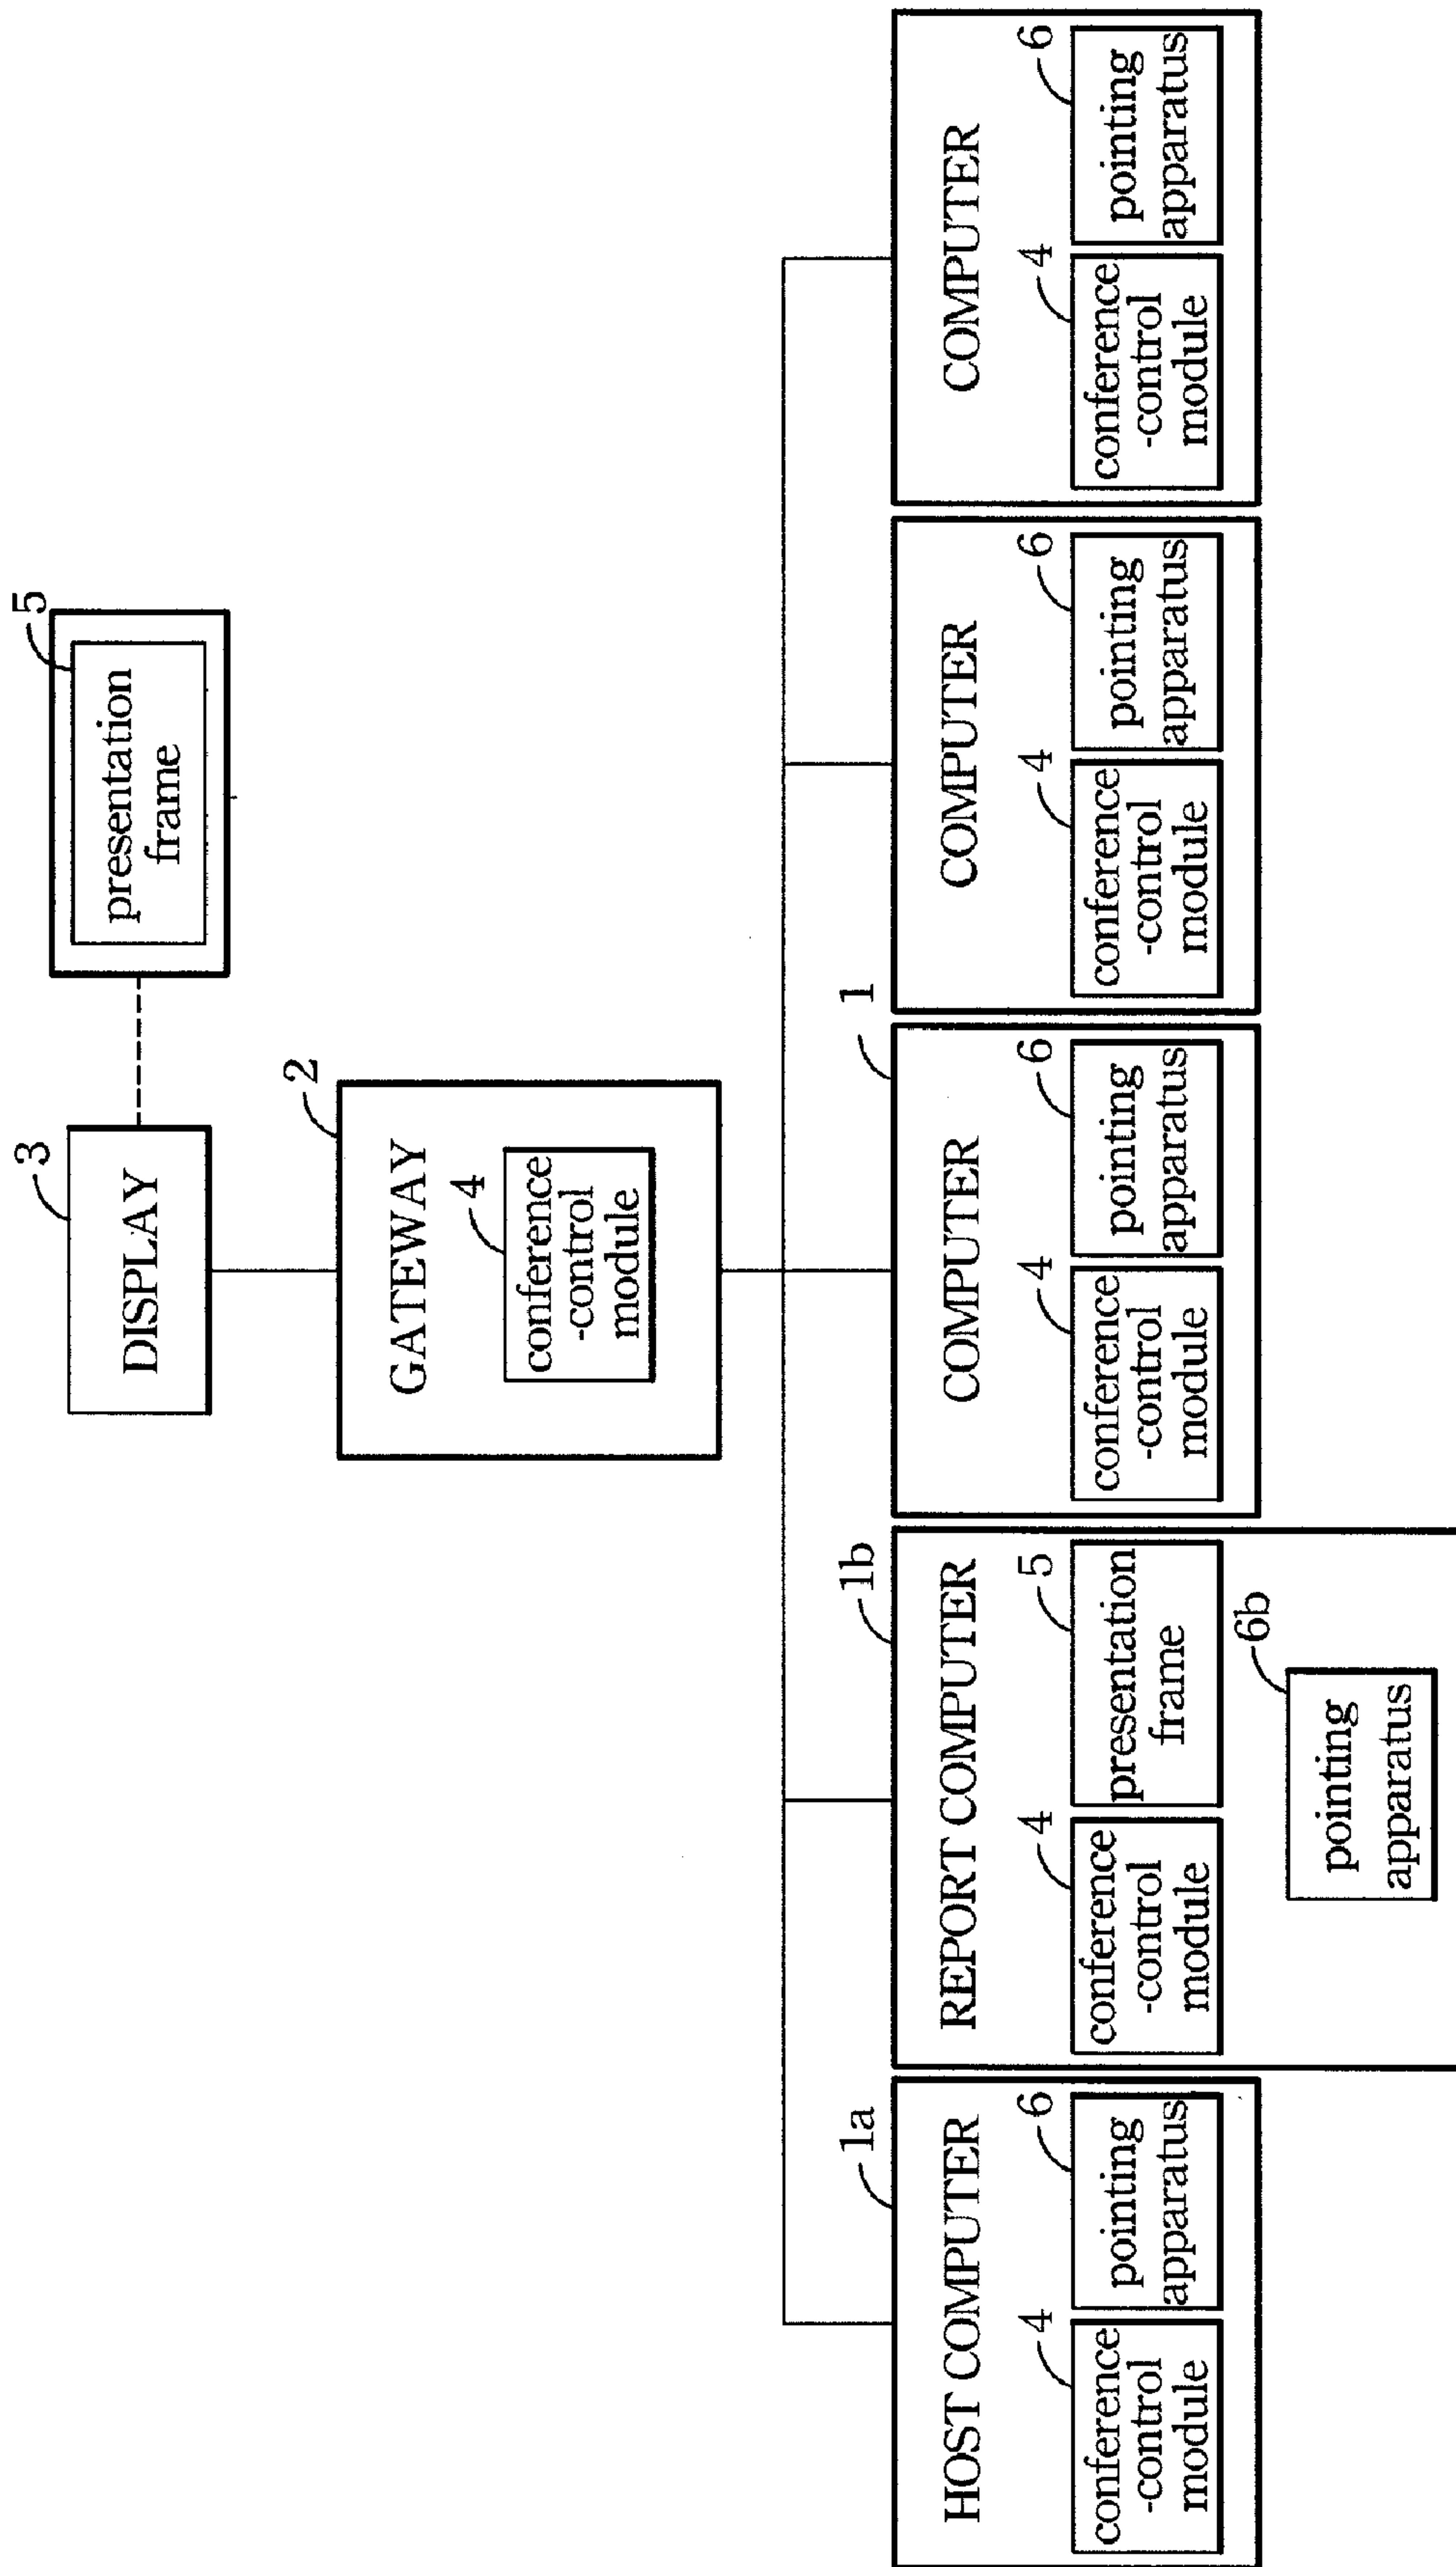 3
DISPLAY
5
presentation
frame
2
GATEWAY
4
conference
-control
module
1a
HOST COMPUTER
4
conference
-control
module
6
pointing
apparatus
1b
REPORT COMPUTER
4
conference
-control
module
5
presentation
frame
6b
pointing
apparatus
1
COMPUTER
4
conference
-control
module
6
pointing
apparatus
COMPUTER
4
conference
-control
module
6
pointing
apparatus
COMPUTER
4
conference
-control
module
6
pointing
apparatus